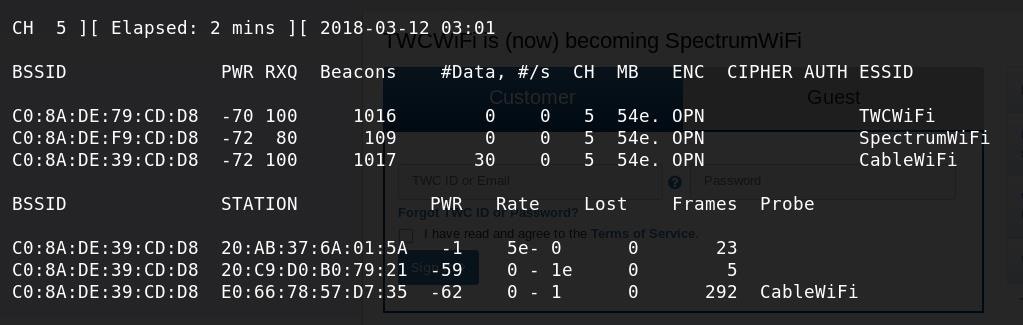 CH  5 ][ Elapsed: 2 mins ][ 2018-03-12 03:01
TWCWiFi is (now) becoming SpectrumWiFi
BSSID              PWR RXQ  Beacons    #Data, #/s  CH  MB   ENC  CIPHER AUTH ESSID
Customer Guest
C0:8A:DE:79:CD:D8  -70 100     1016        0    0   5  54e. OPN              TWCWiFi
C0:8A:DE:F9:CD:D8  -72  80      109        0    0   5  54e. OPN              SpectrumWiFi
C0:8A:DE:39:CD:D8  -72 100     1017       30    0   5  54e. OPN              CableWiFi
TWC ID or Email ? Password
BSSID              STATION            PWR   Rate    Lost    Frames  Probe
Forgot TWC ID or Password?
I have read and agree to the Terms of Service.
C0:8A:DE:39:CD:D8  20:AB:37:6A:01:5A   -1    5e- 0      0       23
C0:8A:DE:39:CD:D8  20:C9:D0:B0:79:21  -59    0 - 1e     0        5
C0:8A:DE:39:CD:D8  E0:66:78:57:D7:35  -62    0 - 1      0      292  CableWiFi